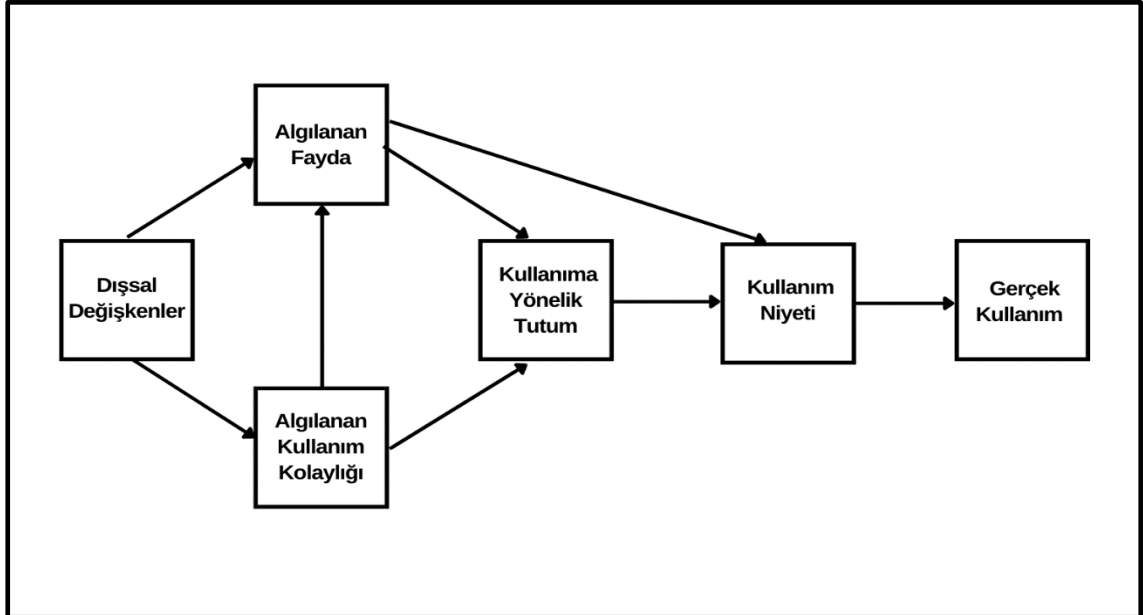 Algılanan
Fayda
Dışsal
Değişkenler
Kullanıma
Yönelik
Tutum
Kullanım
Niyeti
Gerçek
Kullanım
Algılanan
Kullanım
Kolaylığı